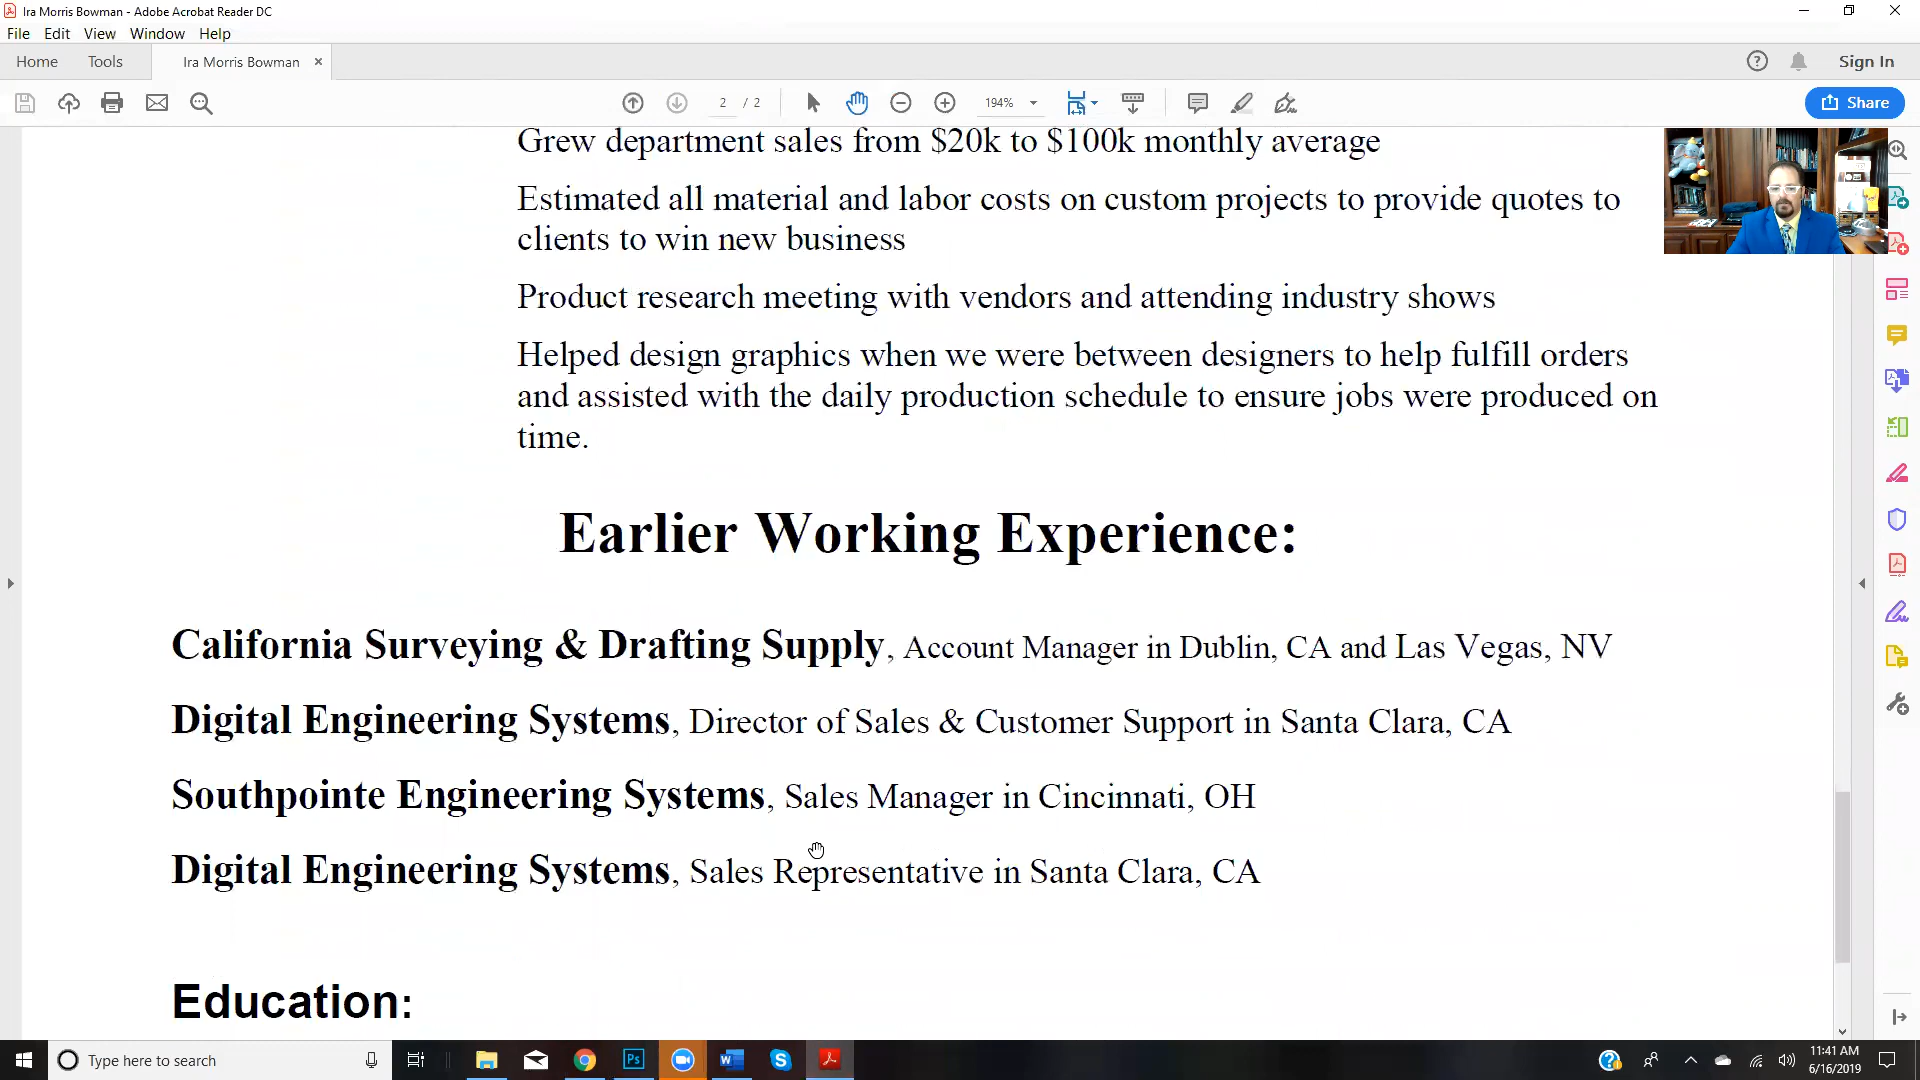 Ira Morris Bowman - Adobe Acrobat Reader DC
File Edit View Window Help
Home Tools Ira Morris Bowman × Sign In
2 / 2 194% Share
Grew department sales from $20k to $100k monthly average
Estimated all material and labor costs on custom projects to provide quotes to
clients to win new business
Product research meeting with vendors and attending industry shows
Helped design graphics when we were between designers to help fulfill orders
and assisted with the daily production schedule to ensure jobs were produced on
time.
Earlier Working Experience:
California Surveying & Drafting Supply, Account Manager in Dublin, CA and Las Vegas, NV
Digital Engineering Systems, Director of Sales & Customer Support in Santa Clara, CA
Southpointe Engineering Systems, Sales Manager in Cincinnati, OH
Digital Engineering Systems, Sales Representative in Santa Clara, CA
Education:
Type here to search
Ps
11:41 AM
6/16/2019